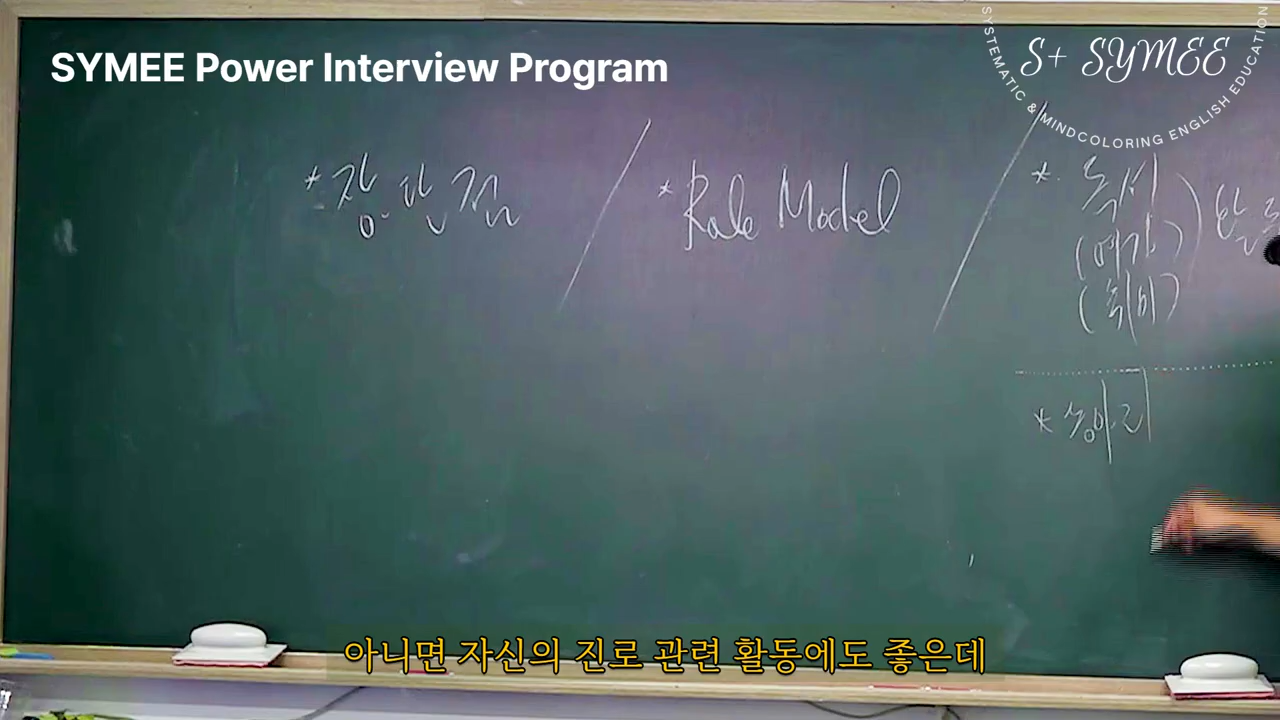 SYMEE Power Interview Program
S+ SYMEE
SYSTEMATIC & MINDCOLORING ENGLISH EDUCATION
* 장.단점
* Role Model
* 독서
(여가)
(취미)
* 동아리
아니면 자신의 진로 관련 활동에도 좋은데